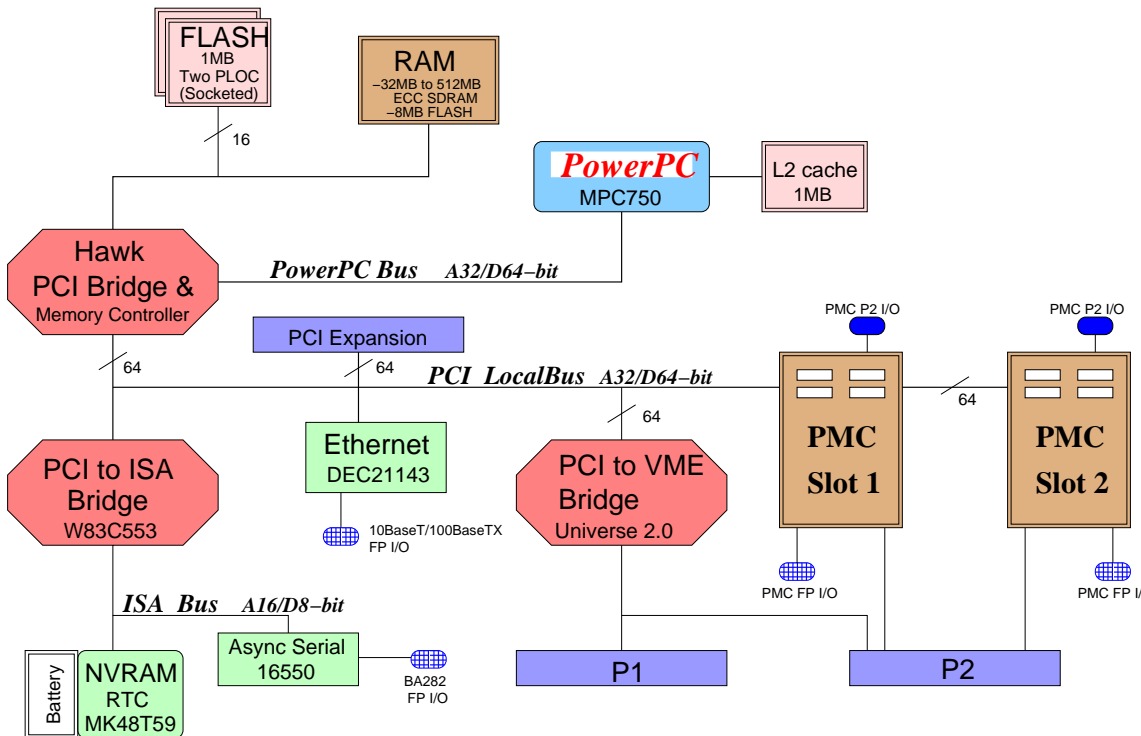 FLASH
1MB
Two PLOC
(Socketed)
16
RAM
–32MB to 512MB
ECC SDRAM
–8MB FLASH
PowerPC
MPC750
L2 cache
1MB
Hawk
PCI Bridge &
Memory Controller
PowerPC Bus A32/D64–bit
PMC P2 I/O
PMC P2 I/O
PCI Expansion
64
64
PCI LocalBus A32/D64–bit
64
64
PMC
Slot 1
PMC
Slot 2
PCI to ISA
Bridge
W83C553
Ethernet
DEC21143
PCI to VME
Bridge
Universe 2.0
10BaseT/100BaseTX
FP I/O
PMC FP I/O
PMC FP I/
ISA Bus A16/D8–bit
Async Serial
16550
BA282
FP I/O
Battery
NVRAM
RTC
MK48T59
P1
P2